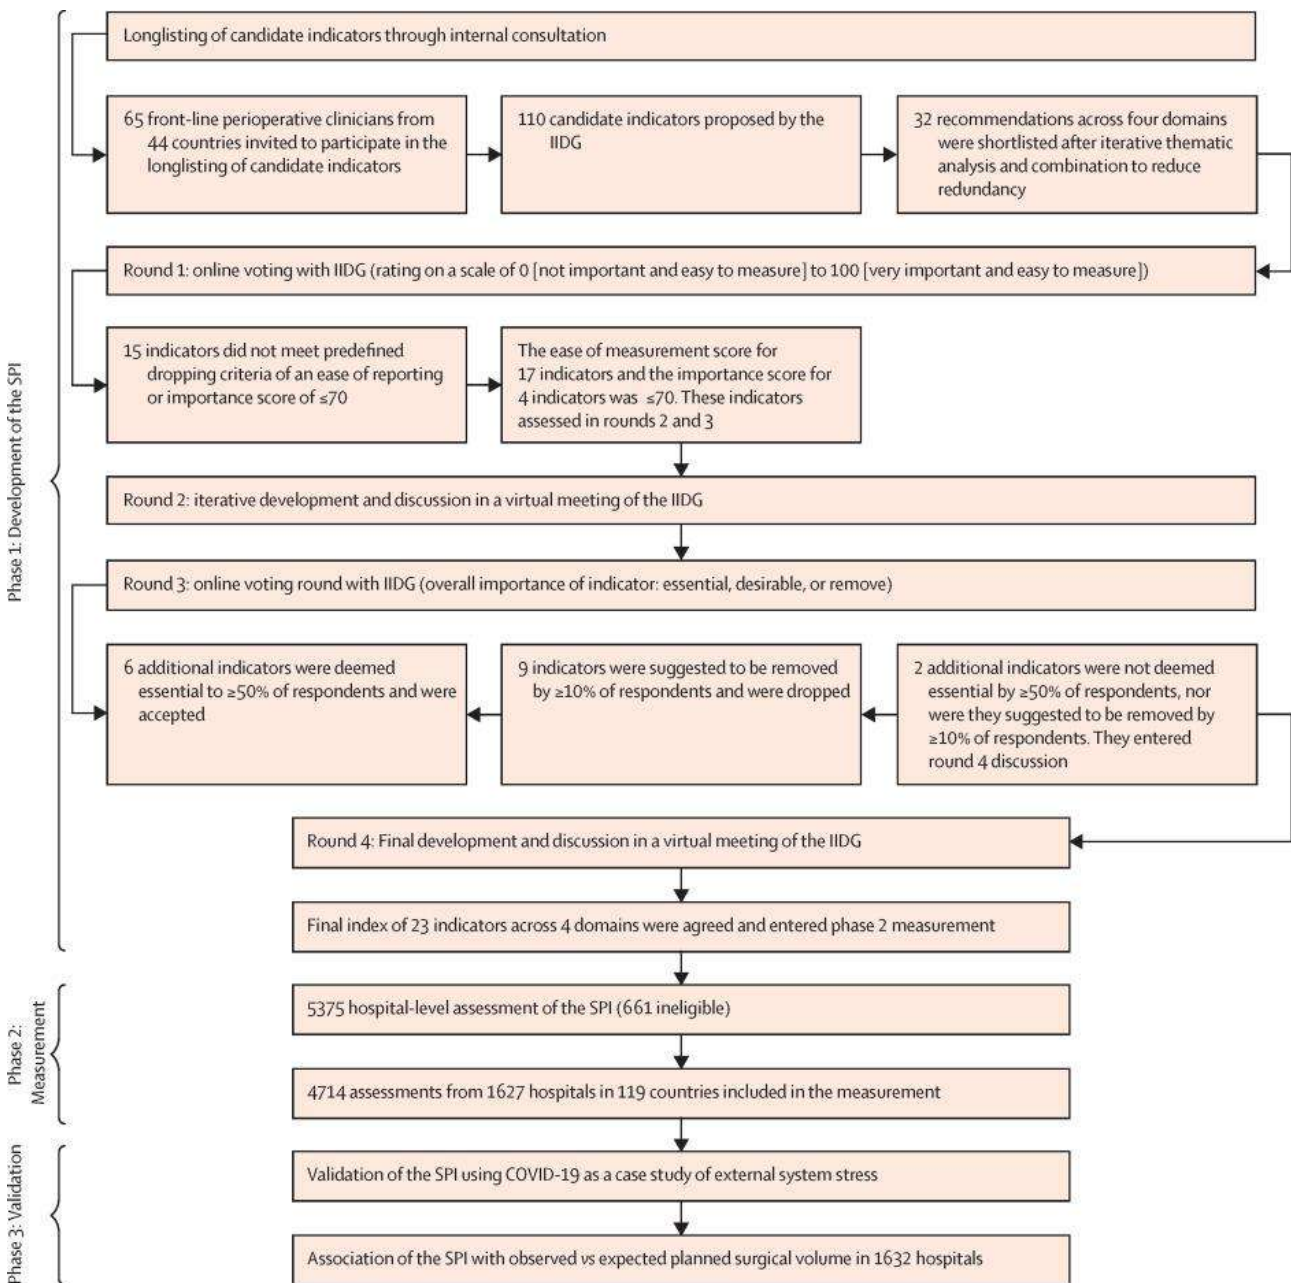 Phase 1: Development of the SPI
Longlisting of candidate indicators through internal consultation
65 front-line perioperative clinicians from
44 countries invited to participate in the
longlisting of candidate indicators
110 candidate indicators proposed by the
IIDG
32 recommendations across four domains
were shortlisted after iterative thematic
analysis and combination to reduce
redundancy
Round 1: online voting with IIDG (rating on a scale of 0 [not important and easy to measure] to 100 [very important and easy to measure])
15 indicators did not meet predefined
dropping criteria of an ease of reporting
or importance score of ≤70
The ease of measurement score for
17 indicators and the importance score for
4 indicators was ≤70. These indicators
assessed in rounds 2 and 3
Round 2: iterative development and discussion in a virtual meeting of the IIDG
Round 3: online voting round with IIDG (overall importance of indicator: essential, desirable, or remove)
6 additional indicators were deemed
essential to ≥50% of respondents and were
accepted
9 indicators were suggested to be removed
by ≥10% of respondents and were dropped
2 additional indicators were not deemed
essential by ≥50% of respondents, nor
were they suggested to be removed by
≥10% of respondents. They entered
round 4 discussion
Round 4: Final development and discussion in a virtual meeting of the IIDG
Final index of 23 indicators across 4 domains were agreed and entered phase 2 measurement
Phase 2:
Measurement
5375 hospital-level assessment of the SPI (661 ineligible)
4714 assessments from 1627 hospitals in 119 countries included in the measurement
Phase 3: Validation
Validation of the SPI using COVID-19 as a case study of external system stress
Association of the SPI with observed vs expected planned surgical volume in 1632 hospitals